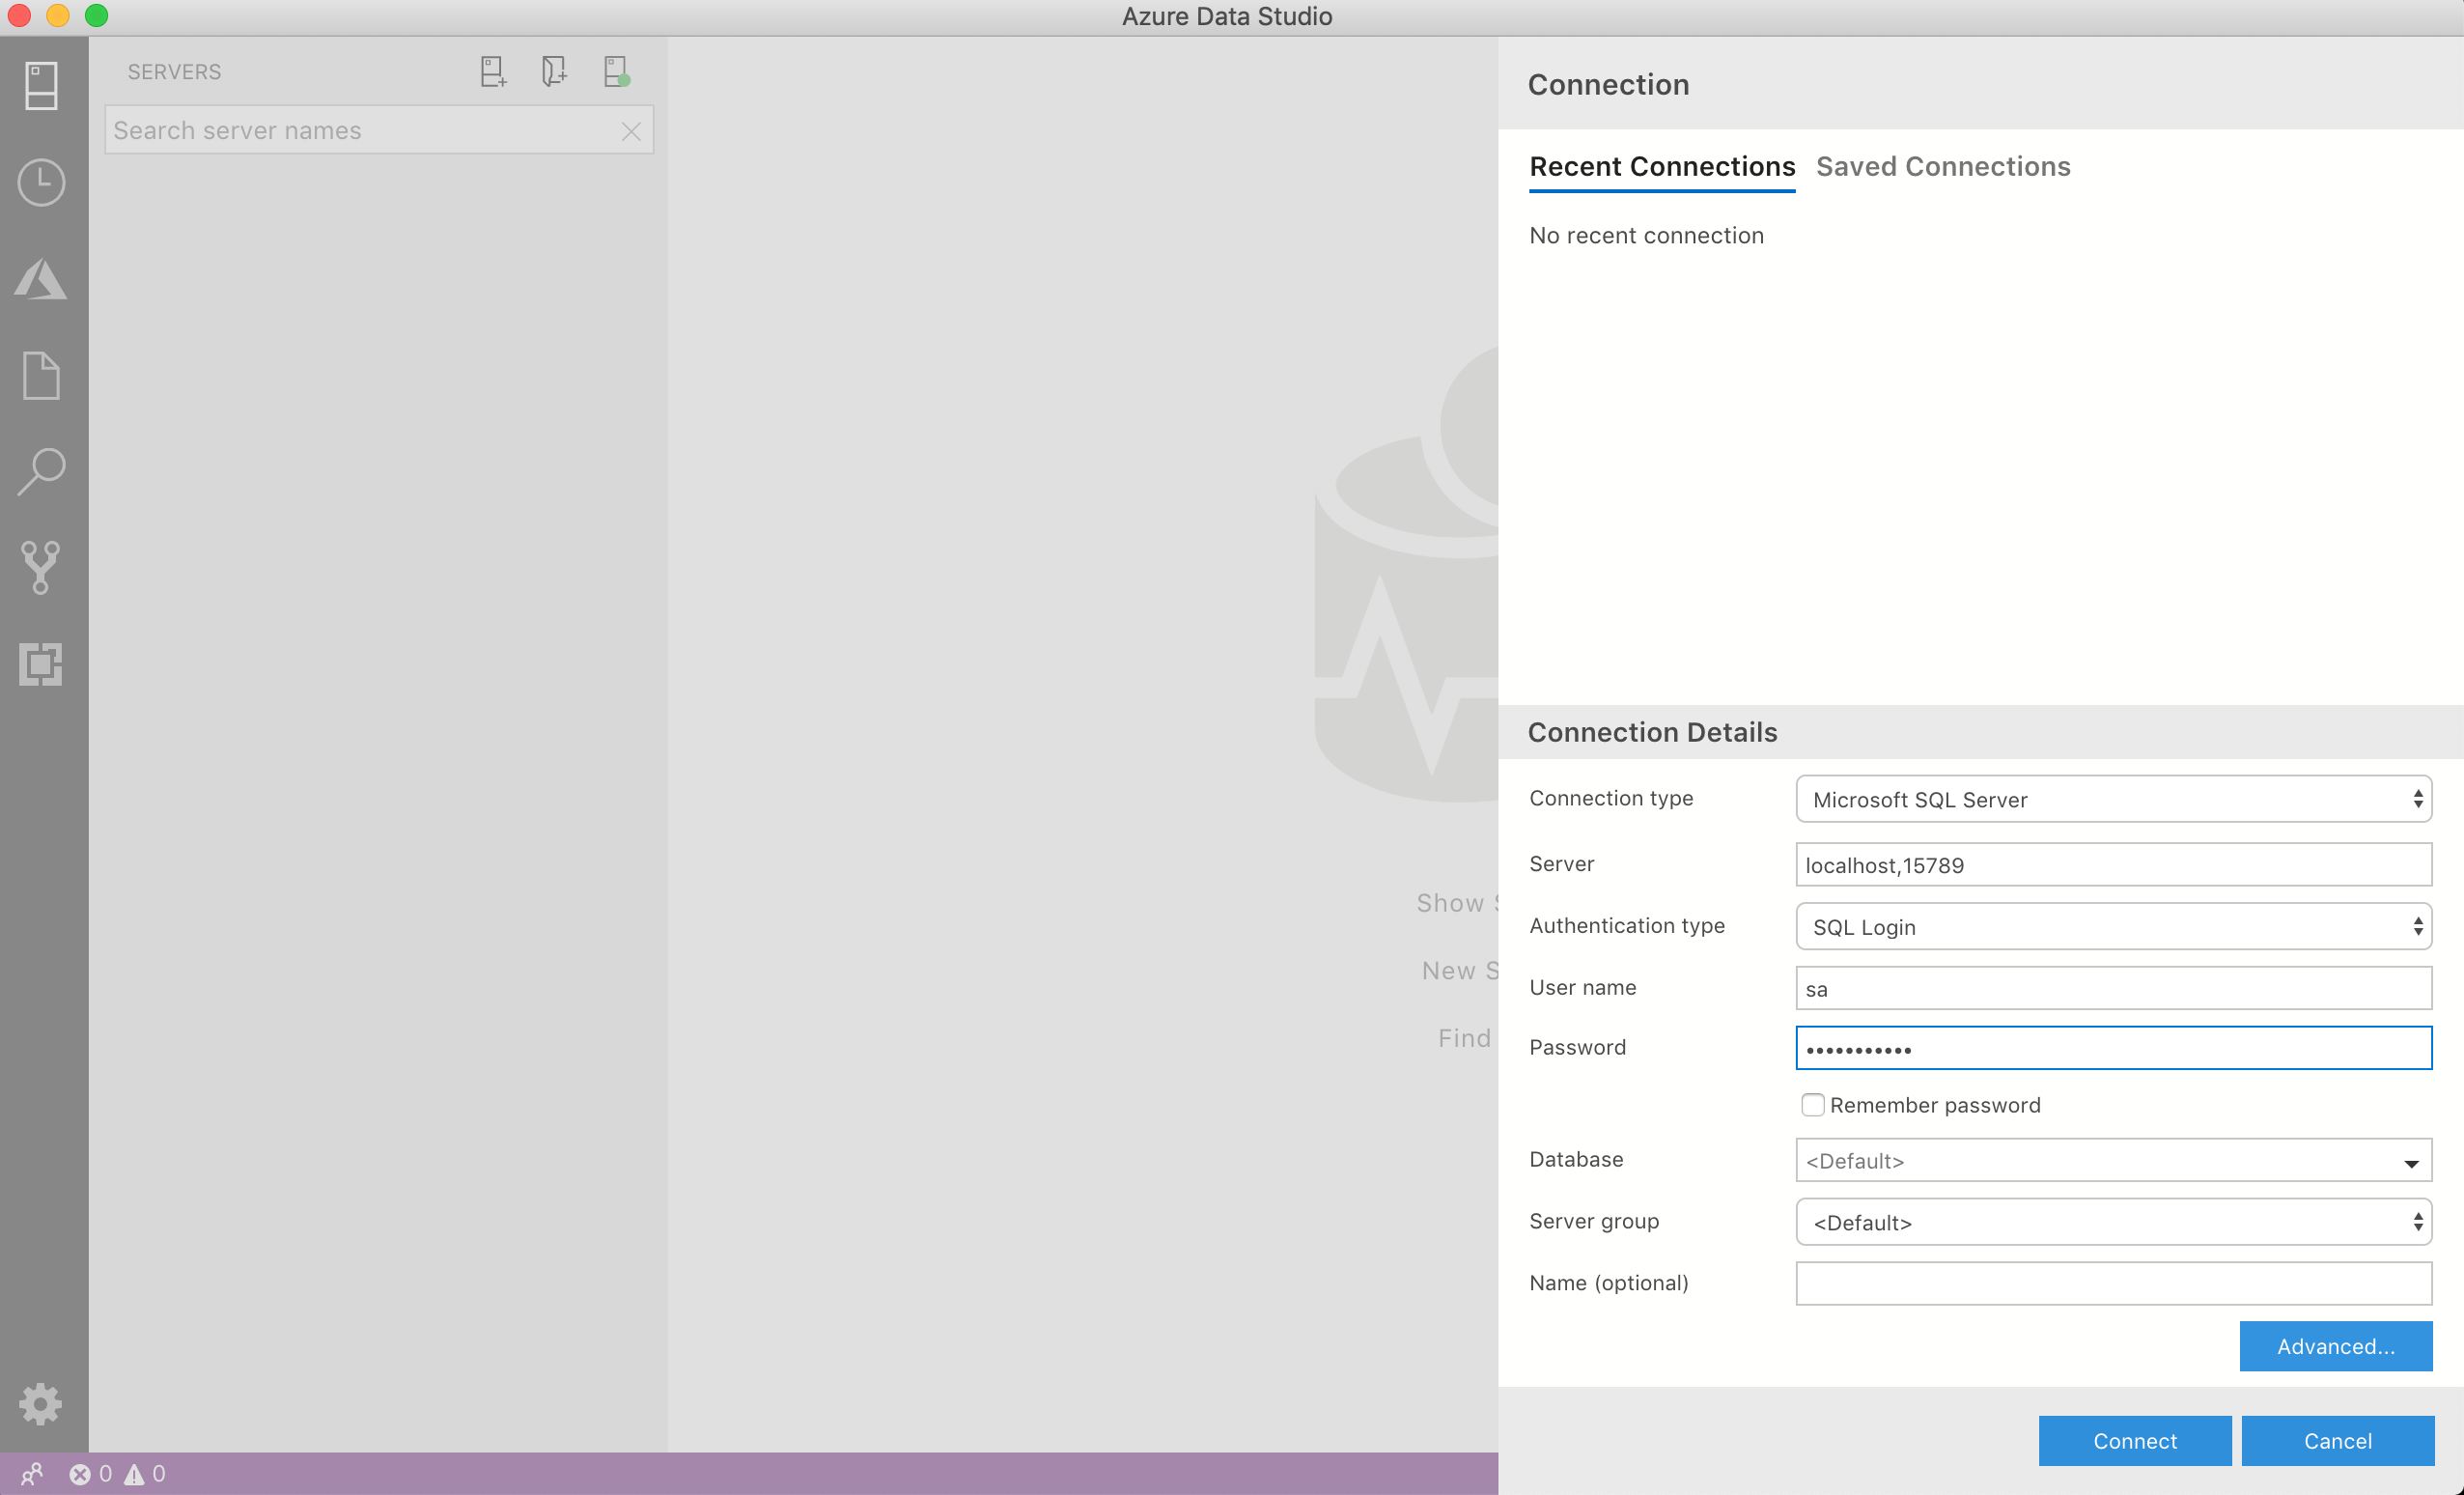 Azure Data Studio
SERVERS
Search server names
Show
New S
Find
Connection
Recent Connections Saved Connections
No recent connection
Connection Details
Connection type Microsoft SQL Server
Server localhost,15789
Authentication type SQL Login
User name sa
Password •••••••••••
Remember password
Database <Default>
Server group <Default>
Name (optional)
Advanced...
Connect Cancel
0 0